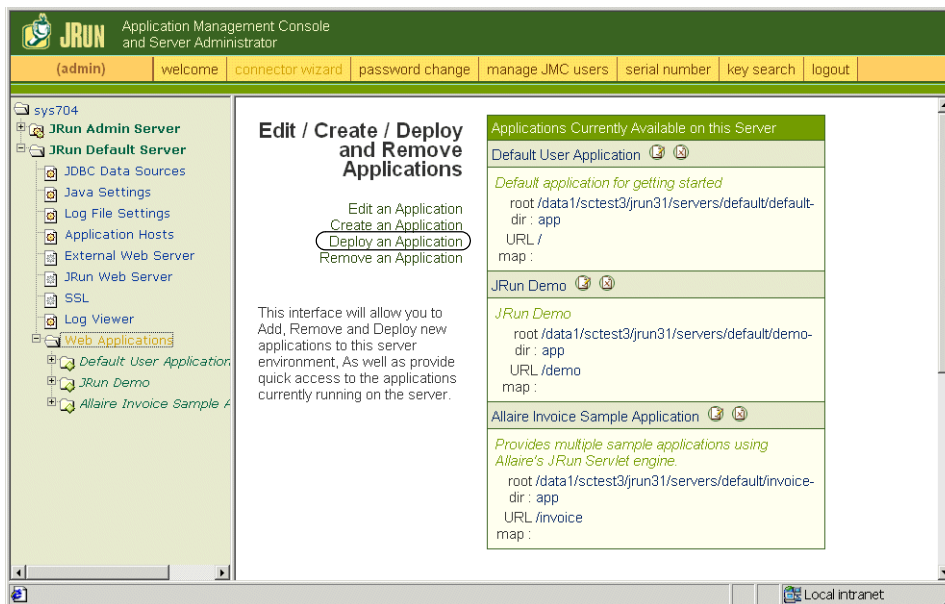 JRUN
Application Management Console
and Server Administrator
(admin) welcome connector wizard password change manage JMC users serial number key search logout
sys704
JRun Admin Server
JRun Default Server
JDBC Data Sources
Java Settings
Log File Settings
Application Hosts
External Web Server
JRun Web Server
SSL
Log Viewer
Web Applications
Default User Application
JRun Demo
Allaire Invoice Sample A
Edit / Create / Deploy
and Remove
Applications
Edit an Application
Create an Application
Deploy an Application
Remove an Application
This interface will allow you to
Add, Remove and Deploy new
applications to this server
environment, As well as provide
quick access to the applications
currently running on the server.
Applications Currently Available on this Server
Default User Application
Default application for getting started
root /data1/sctest3/jrun31/servers/default/default-
dir : app
URL /
map :
JRun Demo
JRun Demo
root /data1/sctest3/jrun31/servers/default/demo-
dir : app
URL /demo
map :
Allaire Invoice Sample Application
Provides multiple sample applications using
Allaire's JRun Servlet engine.
root /data1/sctest3/jrun31/servers/default/invoice-
dir : app
URL /invoice
map :
Local intranet